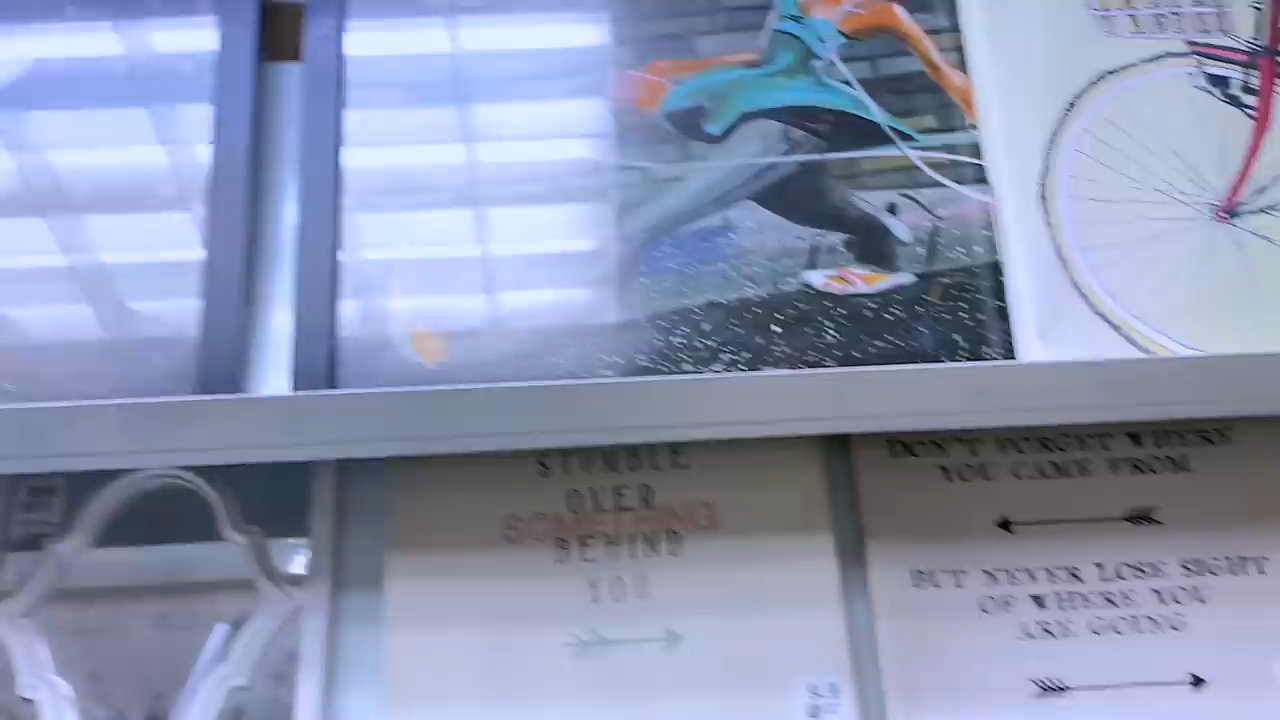 STUMBLE
OVER
SOMETHING
BEHIND
YOU
DON'T FORGET WHERE
YOU CAME FROM
BUT NEVER LOSE SIGHT
OF WHERE YOU
ARE GOING